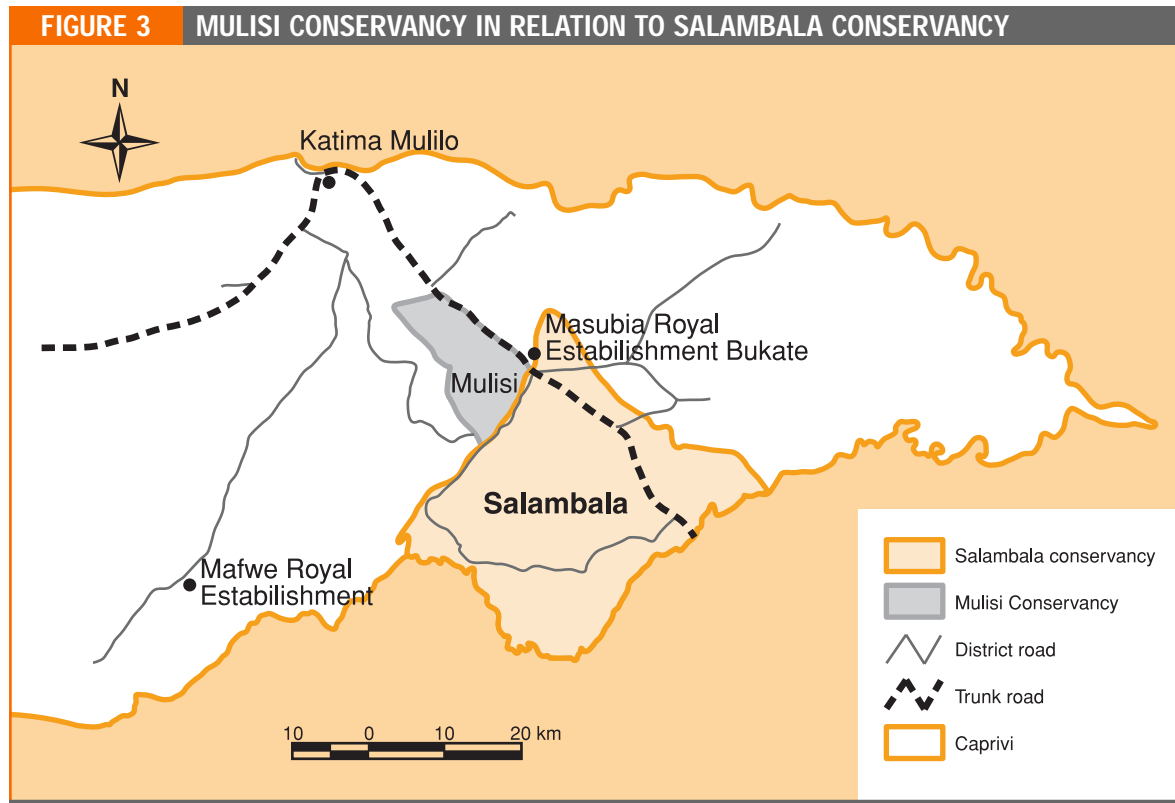 FIGURE 3 MULISI CONSERVANCY IN RELATION TO SALAMBALA CONSERVANCY
N
Katima Mulilo
Masubia Royal
Estabilishment Bukate
Mulisi
Salambala
Mafwe Royal
Estabilishment
10 0 10 20 km
Salambala conservancy
Mulisi Conservancy
District road
Trunk road
Caprivi